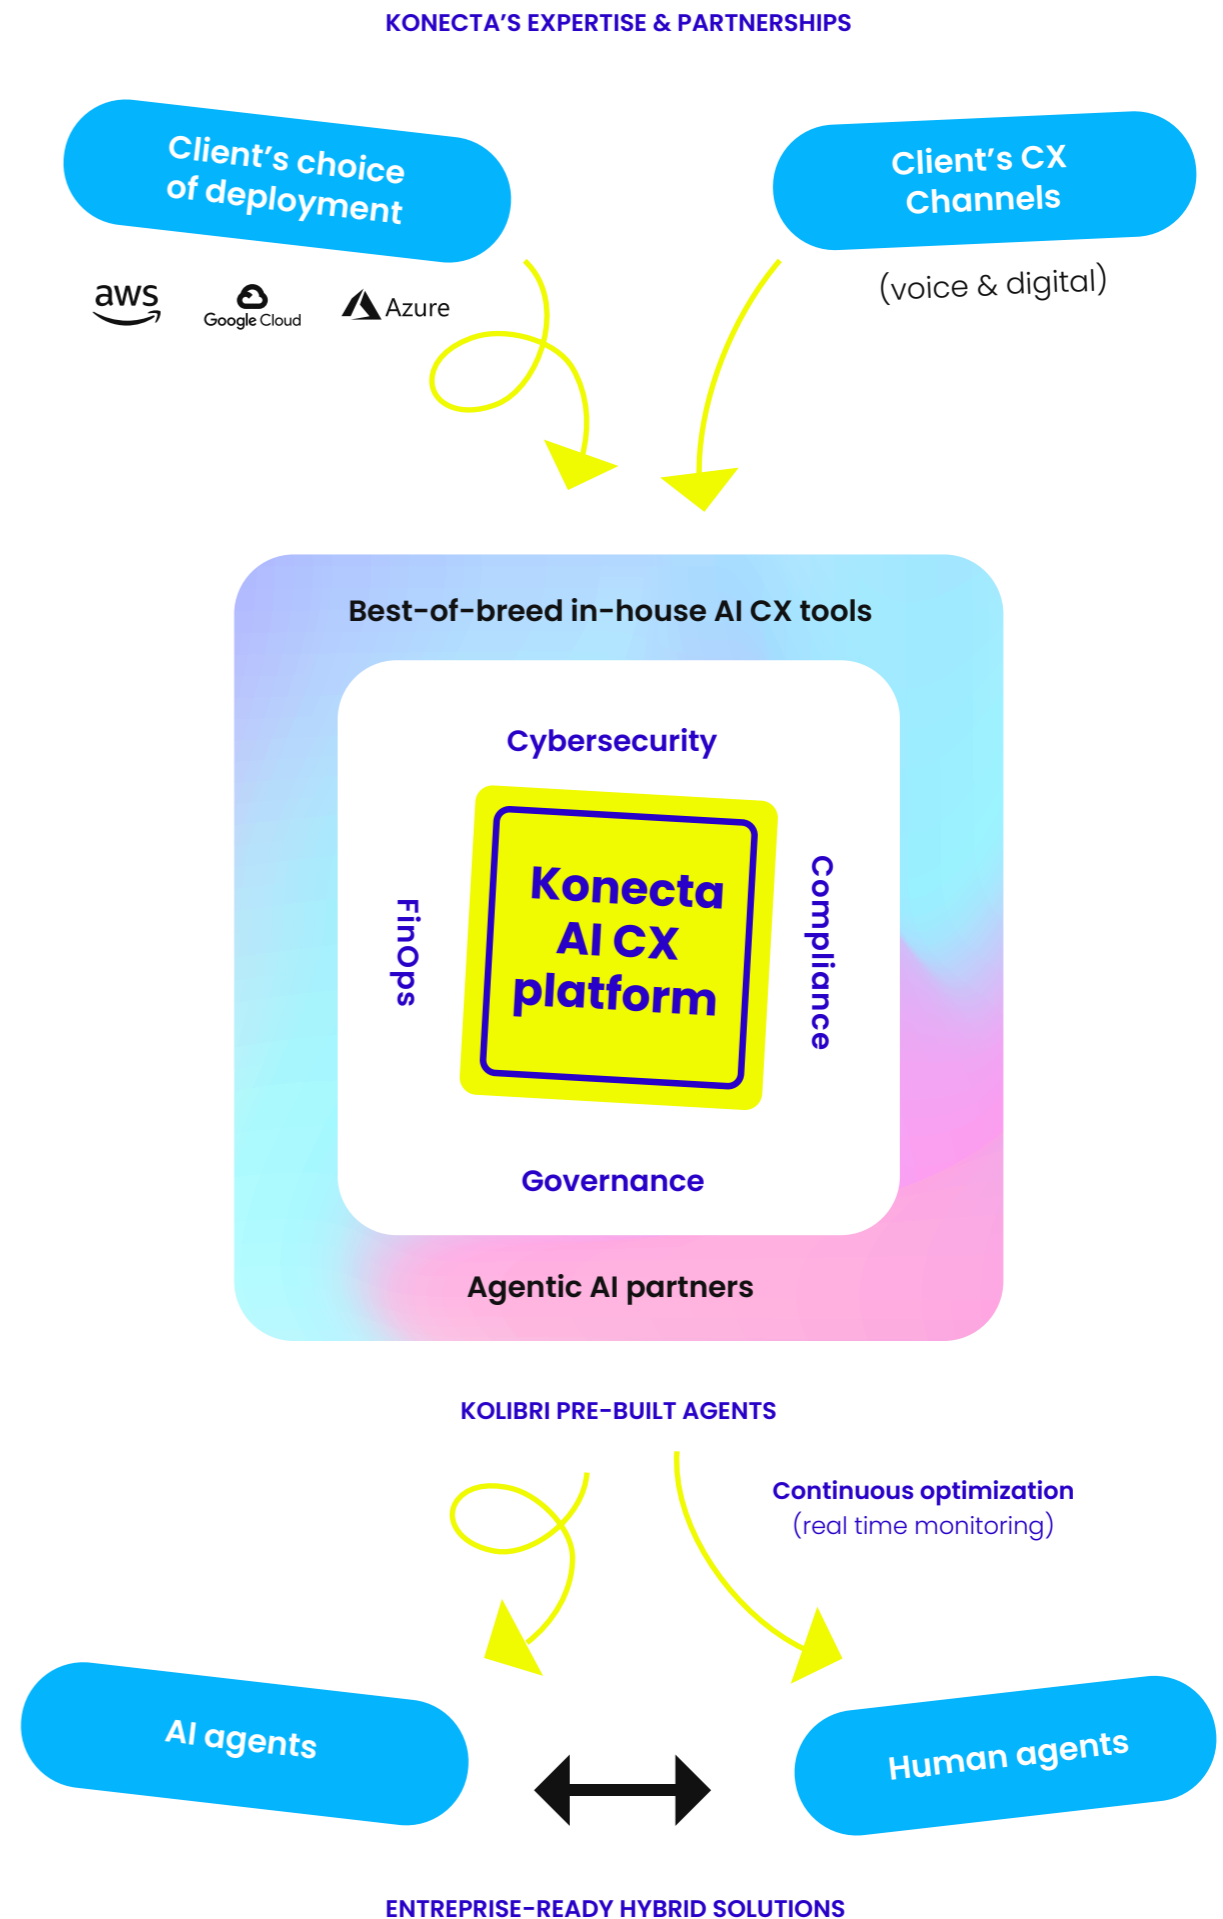 KONECTA’S EXPERTISE & PARTNERSHIPS
Client’s choice
of deployment
Client’s CX
Channels
(voice & digital)
aws
Google Cloud
Azure
Best-of-breed in-house AI CX tools
Cybersecurity
FinOps
Konecta
AI CX
platform
Compliance
Governance
Agentic AI partners
KOLIBRI PRE-BUILT AGENTS
Continuous optimization
(real time monitoring)
AI agents
Human agents
ENTREPRISE-READY HYBRID SOLUTIONS